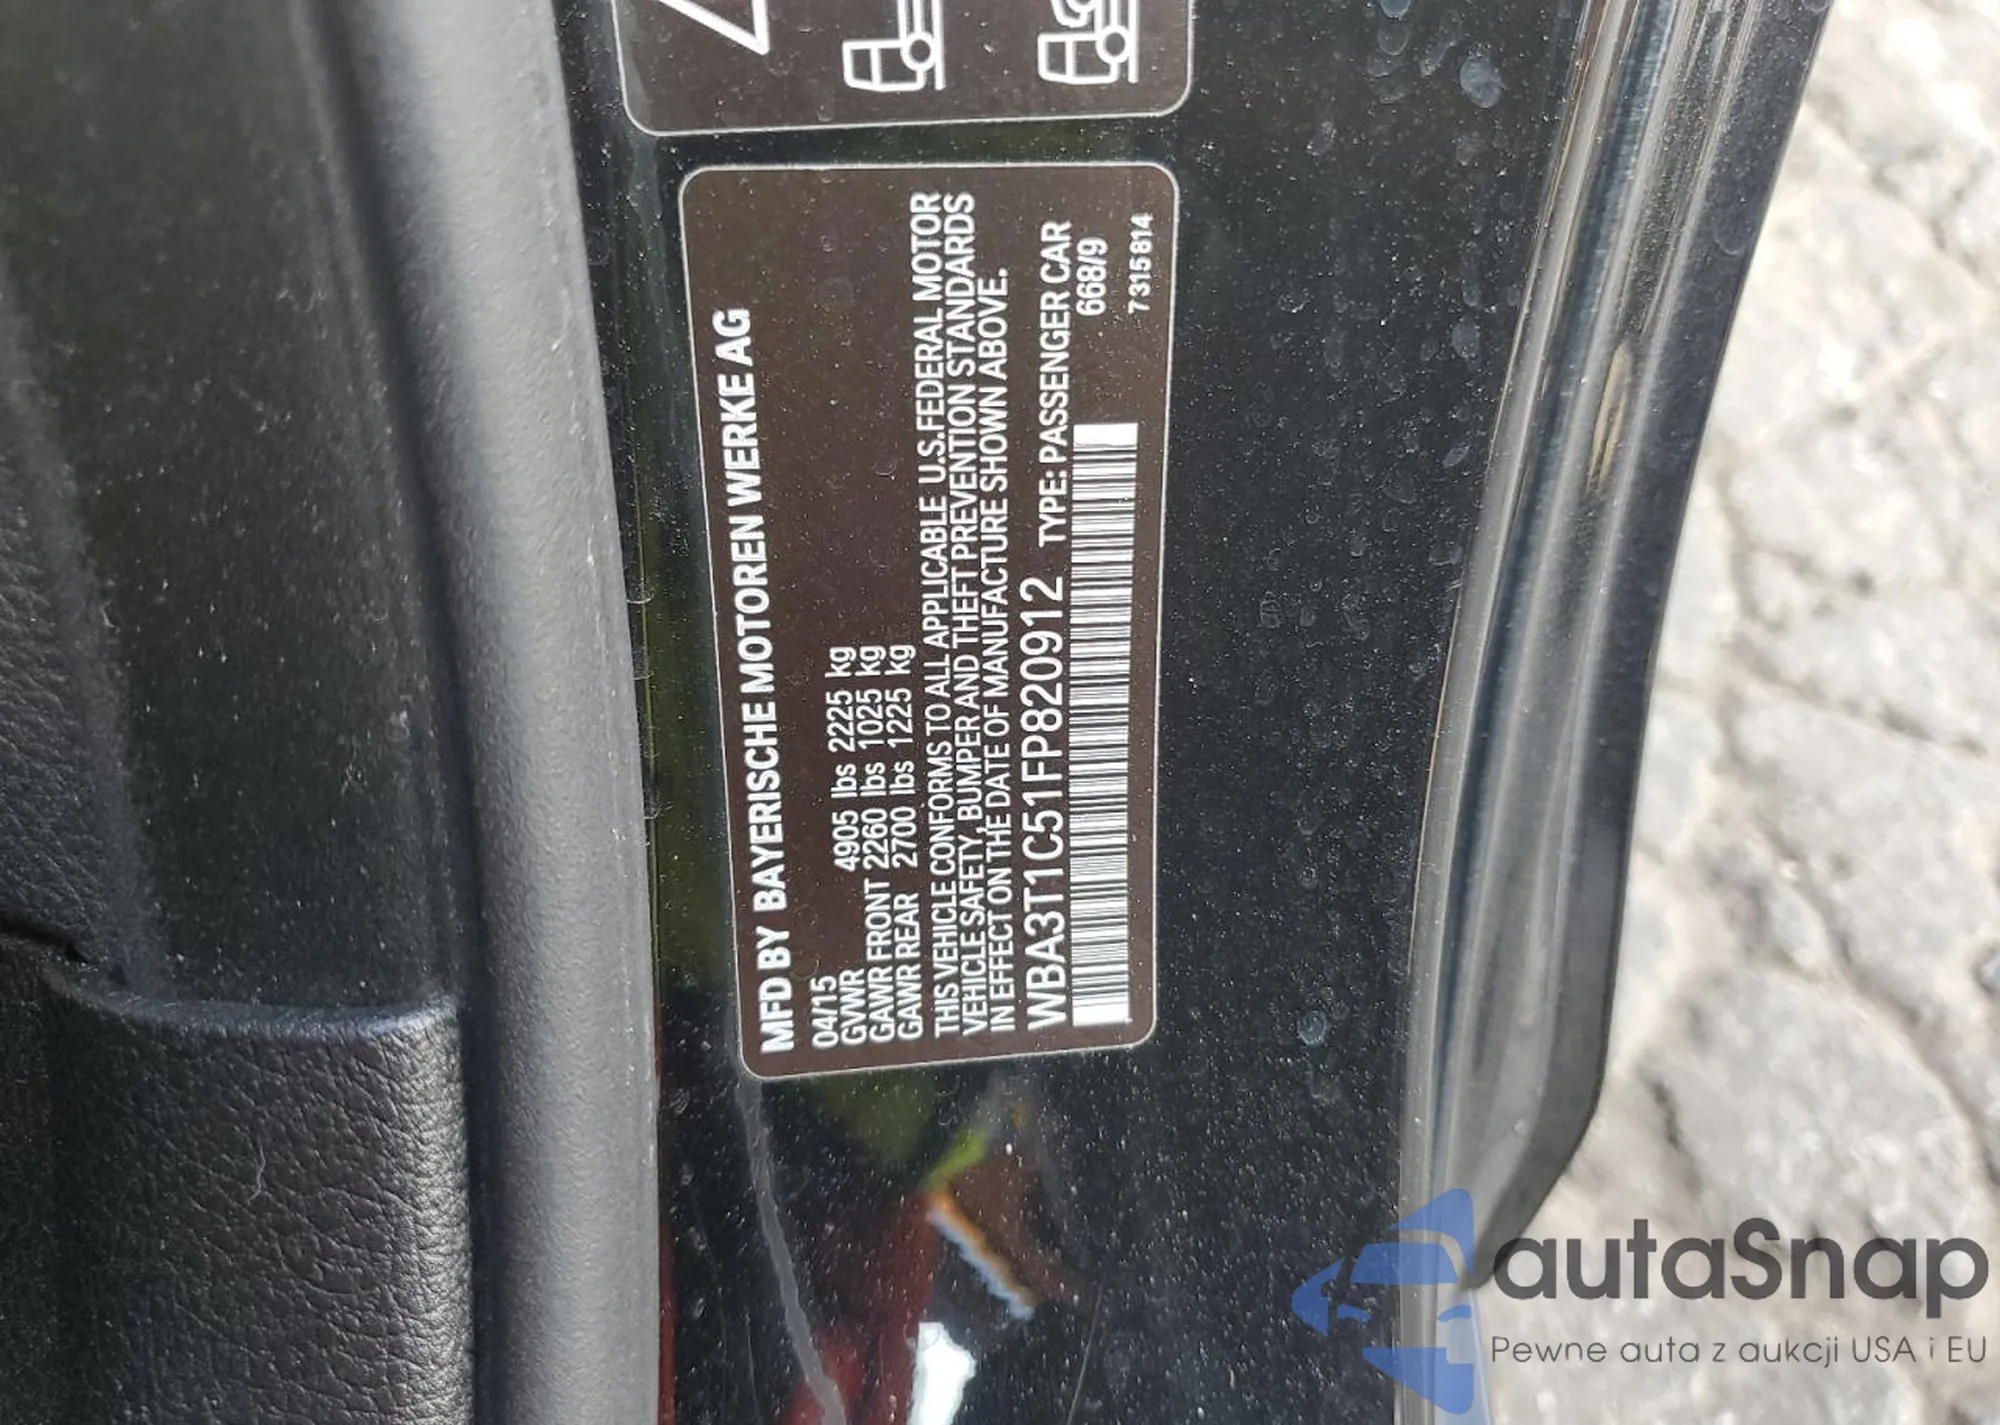 MFD BY BAYERISCHE MOTOREN WERKE AG
04/15
GVWR 4905 lbs 2225 kg
GAWR FRONT 2260 lbs 1025 kg
GAWR REAR 2700 lbs 1225 kg
THIS VEHICLE CONFORMS TO ALL APPLICABLE U.S. FEDERAL MOTOR
VEHICLE SAFETY, BUMPER AND THEFT PREVENTION STANDARDS
IN EFFECT ON THE DATE OF MANUFACTURE SHOWN ABOVE.
WBA3T1C51FP820912 TYPE: PASSENGER CAR
668/9
7315814
autaSnap
Pewne auta z aukcji USA i EU